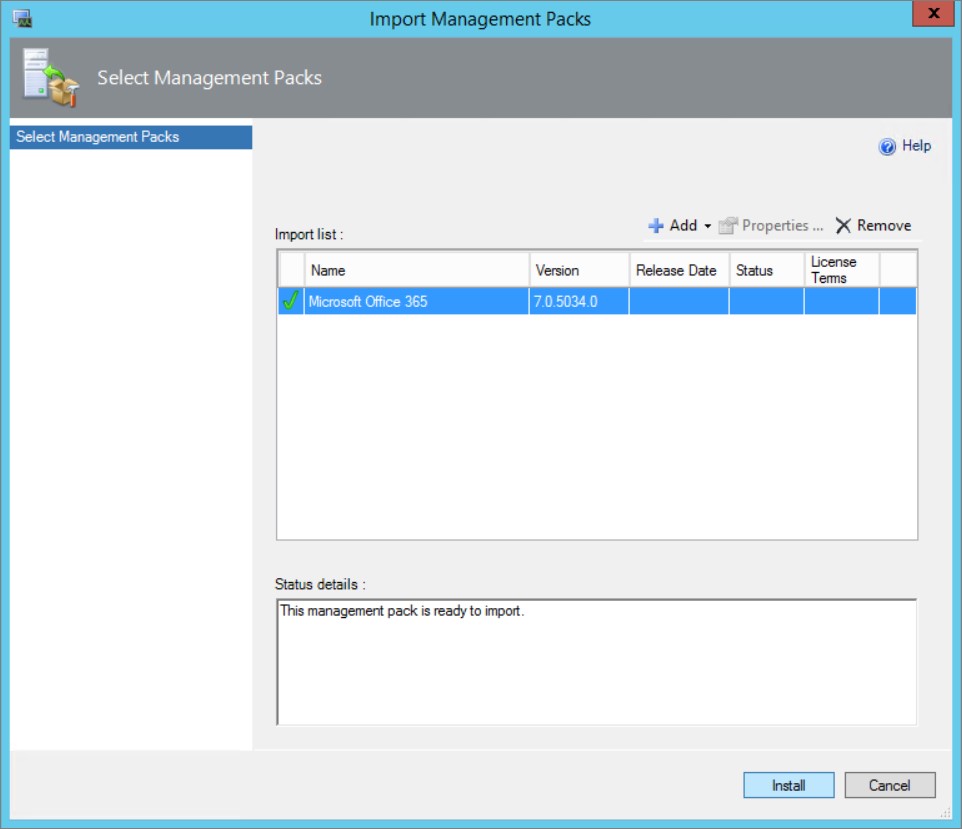 Import Management Packs
x
Select Management Packs
Select Management Packs
Help
Import list :
Add
Properties ...
Remove
Name
Version
Release Date
Status
License
Terms
Microsoft Office 365
7.0.5034.0
Status details :
This management pack is ready to import.
Install
Cancel